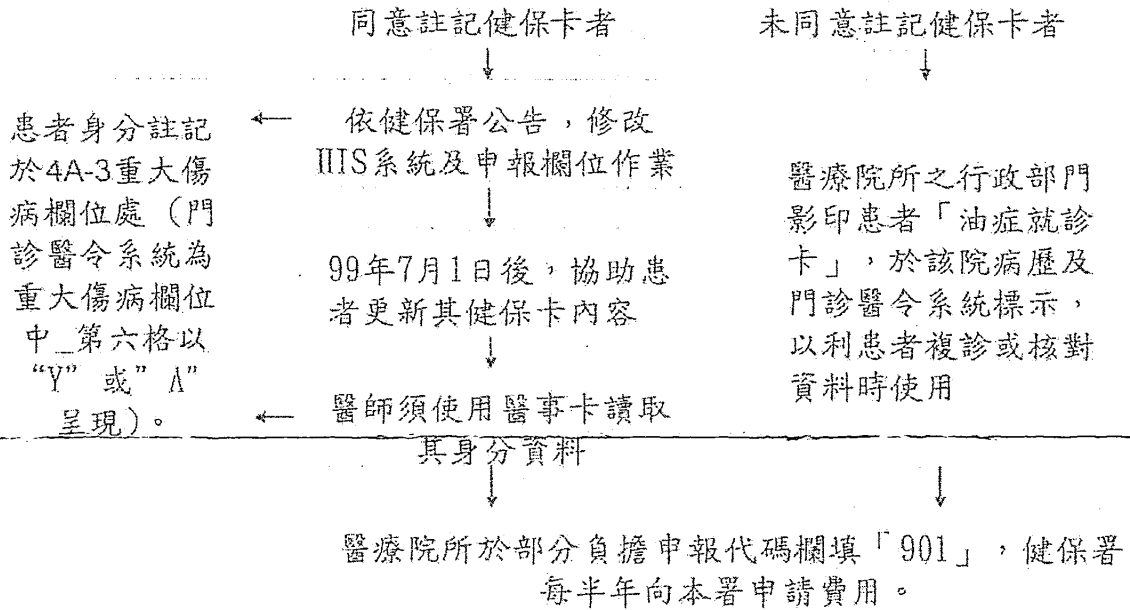 同意註記健保卡者
未同意註記健保卡者
患者身分註記
於4A-3重大傷
病欄位處（門
診醫令系統為
重大傷病欄位
中_第六格以
“Y” 或” A”
呈現）。
依健保署公告，修改
HIS系統及申報欄位作業
99年7月1日後，協助患
者更新其健保卡內容
醫師須使用醫事卡讀取
其身分資料
醫療院所之行政部門
影印患者「油症就診
卡」，於該院病歷及
門診醫令系統標示，
以利患者複診或核對
資料時使用
醫療院所於部分負擔申報代碼欄填「901」，健保署
每半年向本署申請費用。